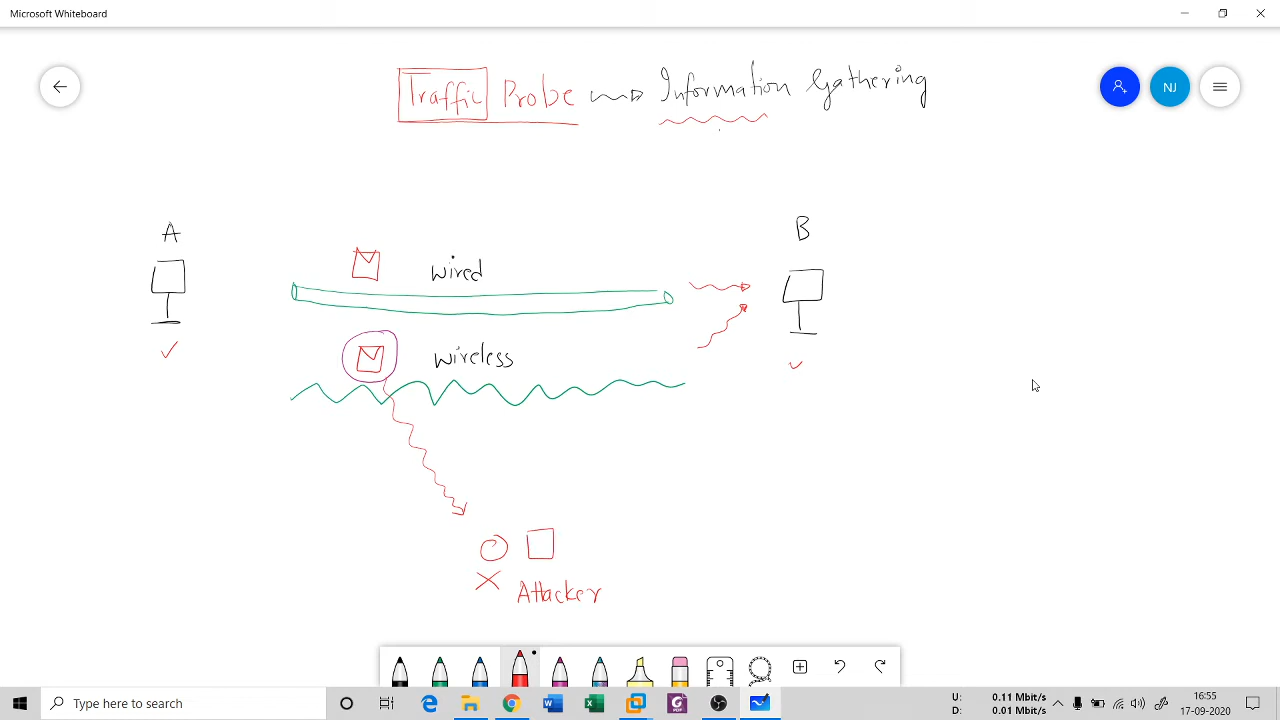 Microsoft Whiteboard
Traffic Probe Information Gathering
NJ
A
B
wired
wireless
X Attacker
Type here to search
U: 0.11 Mbit/s
D: 0.01 Mbit/s
16:55
17-09-2020